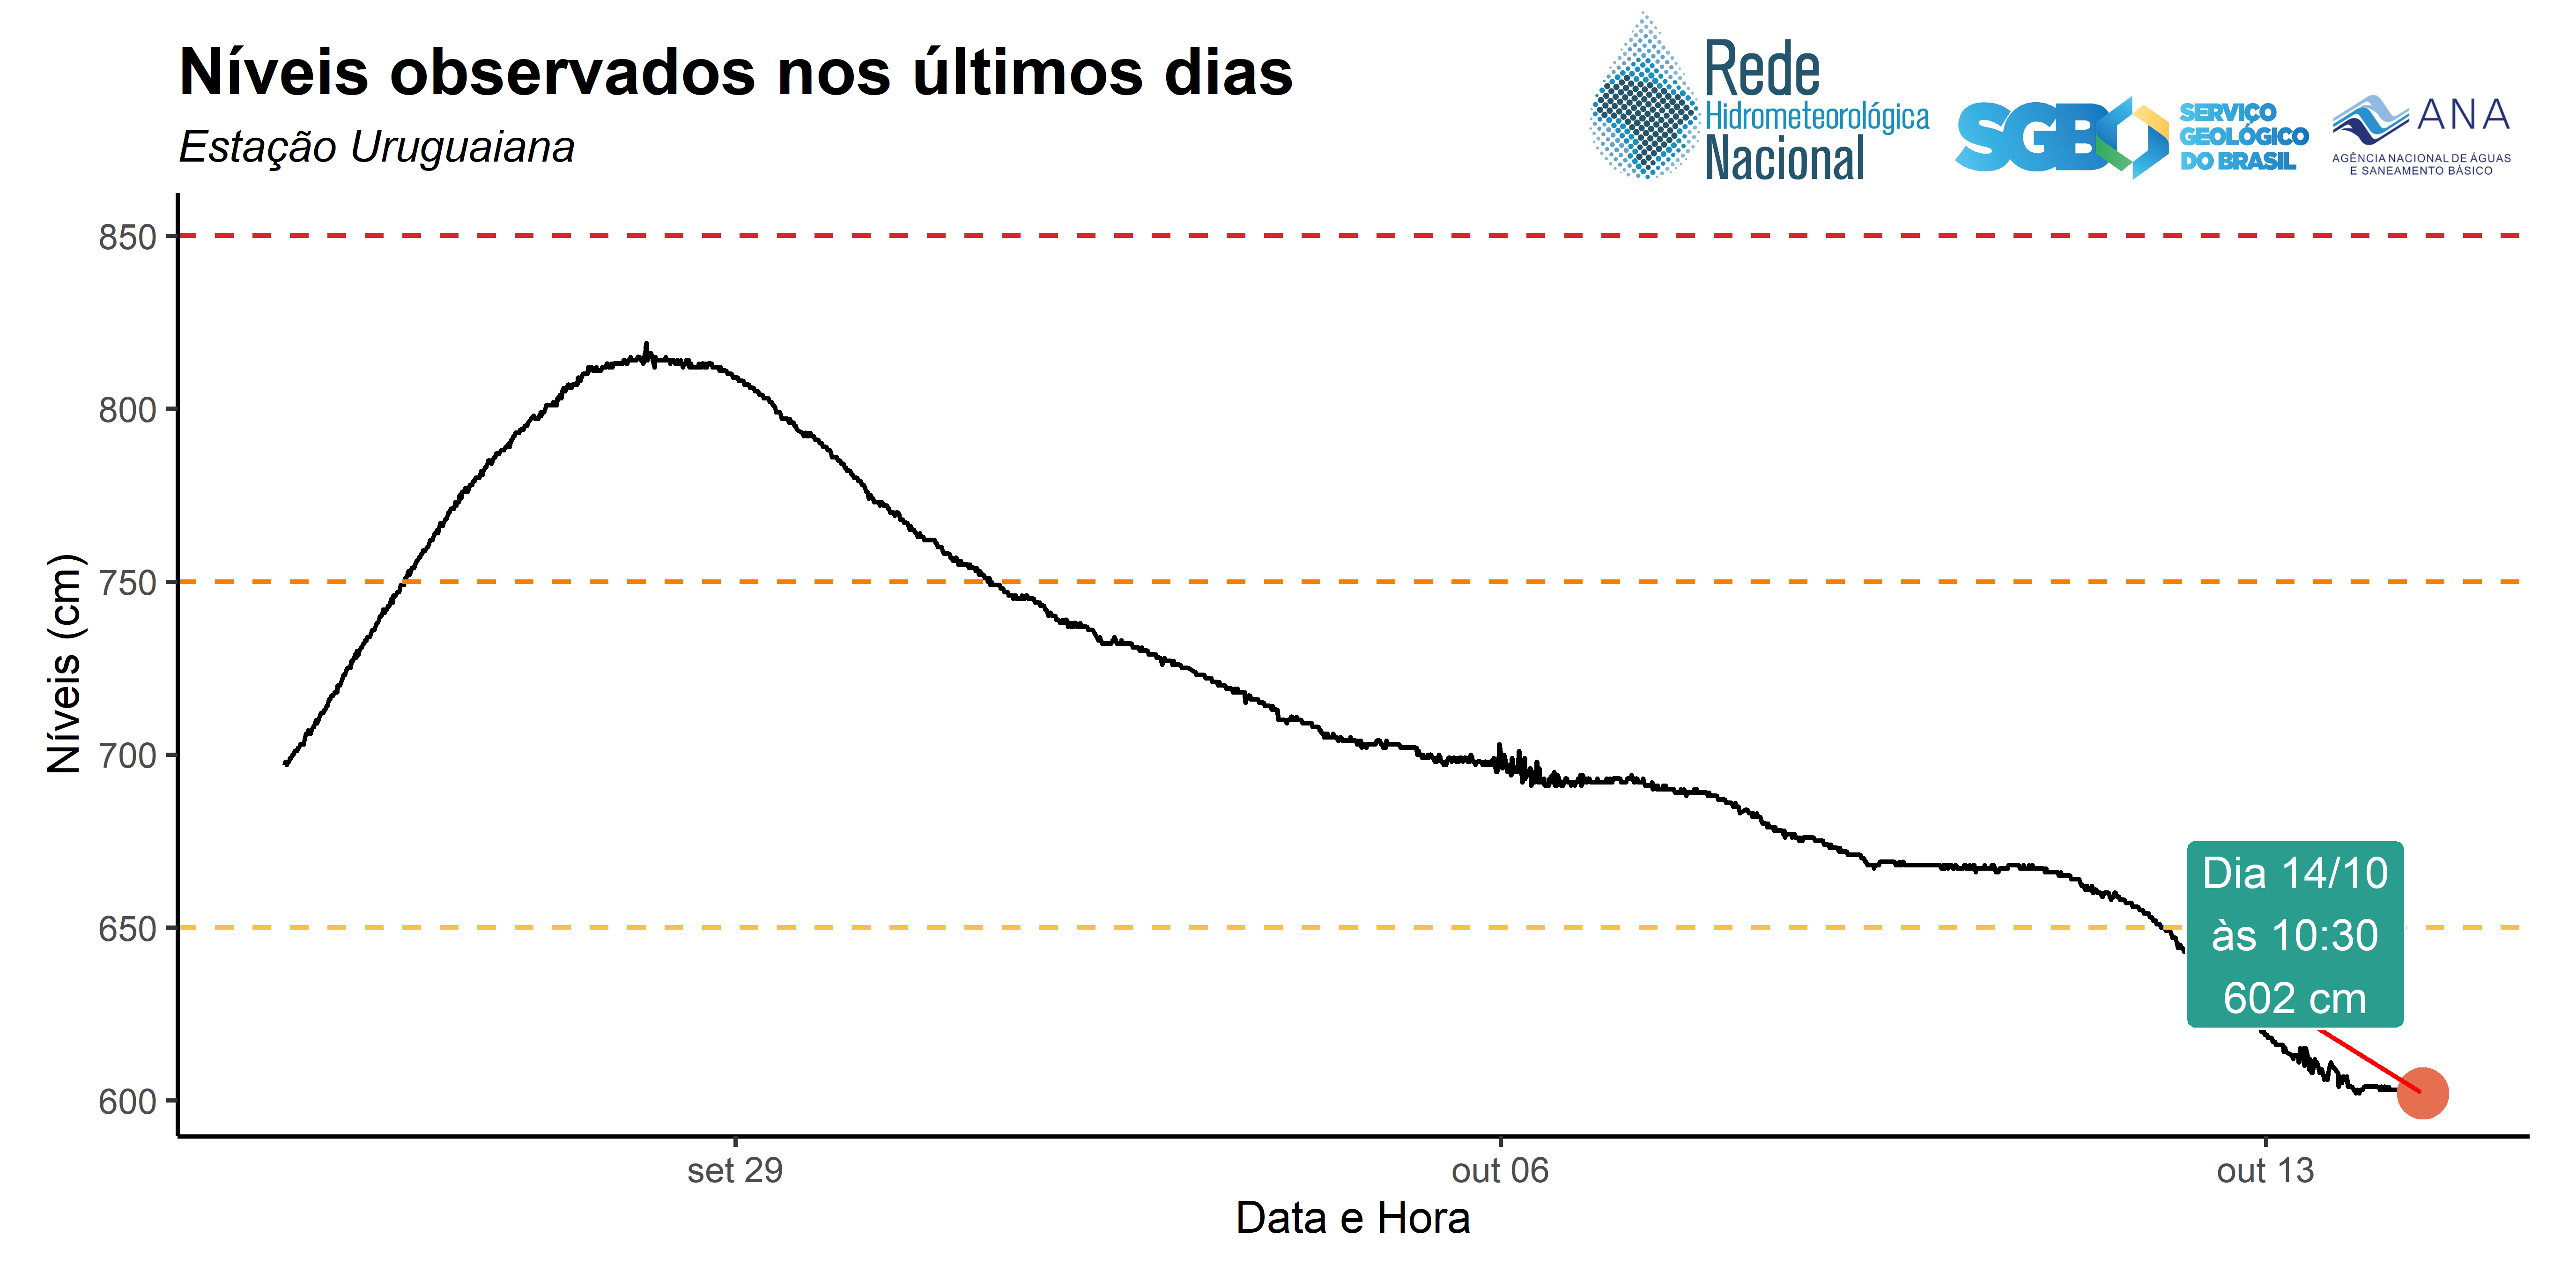 Níveis observados nos últimos dias
Estação Uruguaiana
Rede
Hidrometeorológica
Nacional
SGB
SERVIÇO
GEOLÓGICO
DO BRASIL
ANA
AGÊNCIA NACIONAL DE ÁGUAS
E SANEAMENTO BÁSICO
Níveis (cm)
850
800
750
700
650
600
Dia 14/10
às 10:30
602 cm
set 29
out 06
out 13
Data e Hora